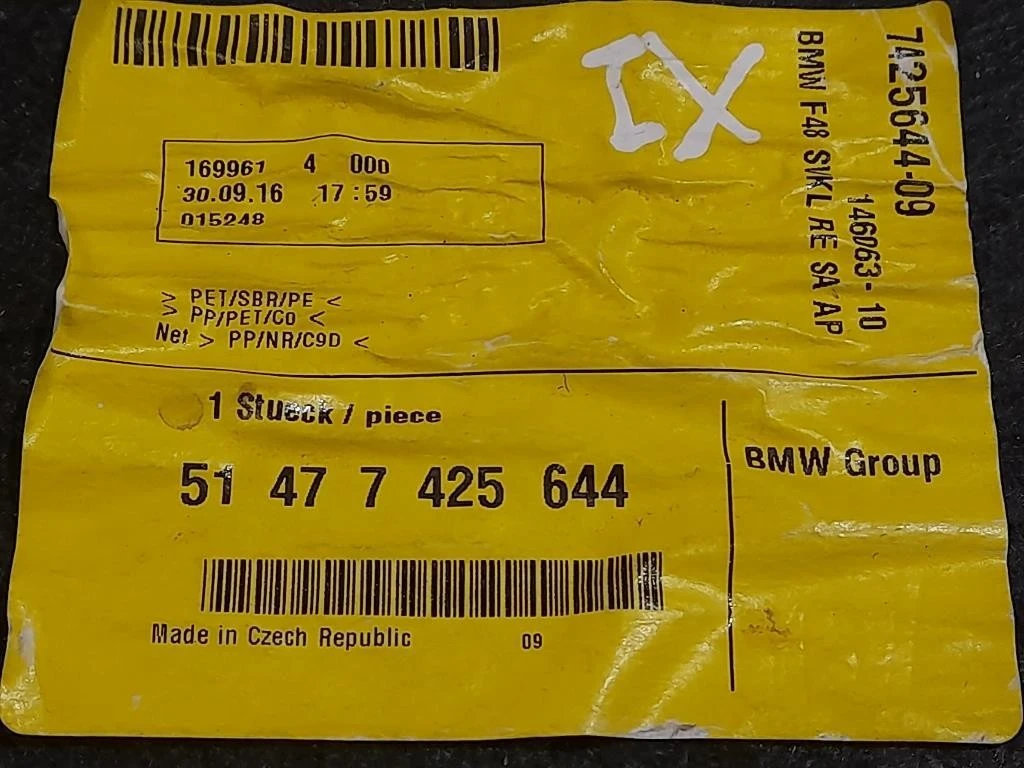 IX
7425644-09
BMW F48 SVKL RE SA AP
146063-10
169961 4 000
30.09.16 17:59
015248
> PET/SBR/PE <
> PP/PET/CO <
Net > PP/NR/C9D <
1 Stueck / piece
51 47 7 425 644
BMW Group
Made in Czech Republic 09